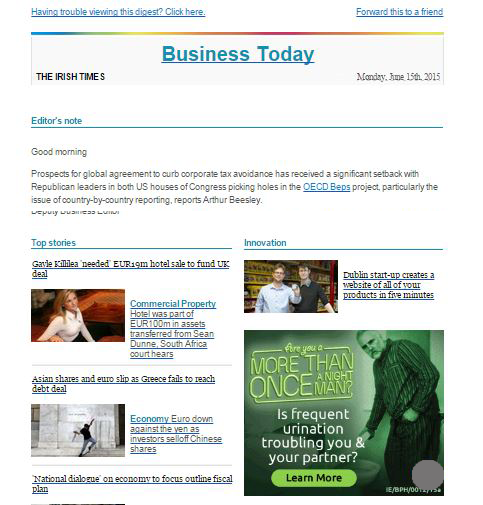 Having trouble viewing this digest? Click here.
Forward this to a friend
Business Today
THE IRISH TIMES
Monday, June 15th, 2015
Editor's note
Good morning
Prospects for global agreement to curb corporate tax avoidance has received a significant setback with
Republican leaders in both US houses of Congress picking holes in the OECD Beps project, particularly the
issue of country-by-country reporting, reports Arthur Beesley.
Deputy Business Editor
Top stories
Gayle Killilea 'needed' EUR19m hotel sale to fund UK
deal
Commercial Property
Hotel was part of
EUR100m in assets
transferred from Sean
Dunne, South Africa
court hears
Asian shares and euro slip as Greece fails to reach
debt deal
Economy Euro down
against the yen as
investors selloff Chinese
shares
'National dialogue' on economy to focus outline fiscal
plan
Innovation
Dublin start-up creates a
website of all of your
products in five minutes
Are you a
MORE THAN
ONCE A NIGHT
MAN?
Is frequent
urination
troubling you &
your partner?
Learn More